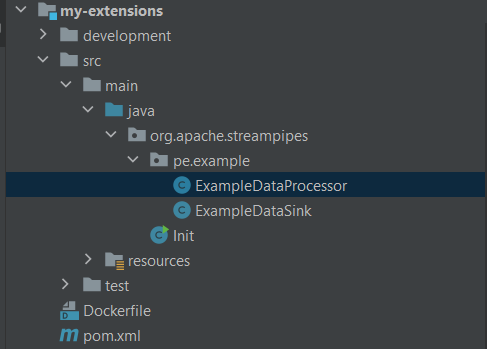 my-extensions
development
src
main
java
org.apache.streampipes
pe.example
ExampleDataProcessor
ExampleDataSink
Init
resources
test
Dockerfile
pom.xml